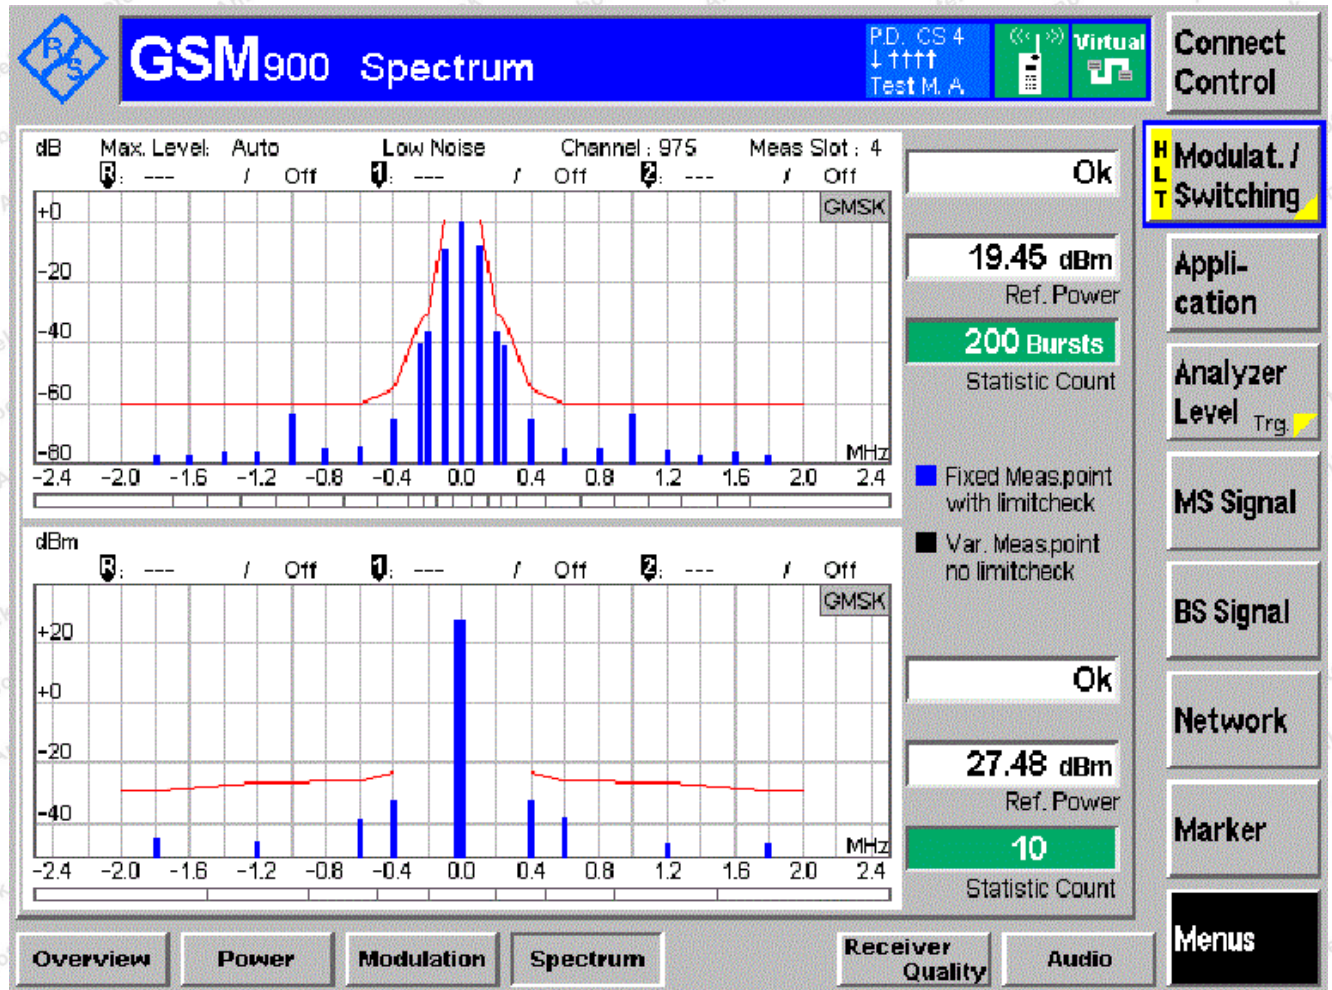 R S
GSM900 Spectrum
P.D. CS 4
↓↑↑↑↑
Test M. A
Virtual
Connect
Control
dB Max. Level: Auto Low Noise Channel : 975 Meas Slot : 4
R: --- / Off 1: --- / Off 2: --- / Off
GMSK
+0
-20
-40
-60
-80
MHz
-2.4 -2.0 -1.6 -1.2 -0.8 -0.4 0.0 0.4 0.8 1.2 1.6 2.0 2.4
Ok
19.45 dBm
Ref. Power
200 Bursts
Statistic Count
Fixed Meas.point
with limitcheck
Var. Meas.point
no limitcheck
dBm
R: --- / Off 1: --- / Off 2: --- / Off
GMSK
+20
+0
-20
-40
MHz
-2.4 -2.0 -1.6 -1.2 -0.8 -0.4 0.0 0.4 0.8 1.2 1.6 2.0 2.4
Ok
27.48 dBm
Ref. Power
10
Statistic Count
HLT
Modulat. /
Switching
Appli-
cation
Analyzer
Level Trg.
MS Signal
BS Signal
Network
Marker
Menus
Overview Power Modulation Spectrum Receiver
Quality
Audio